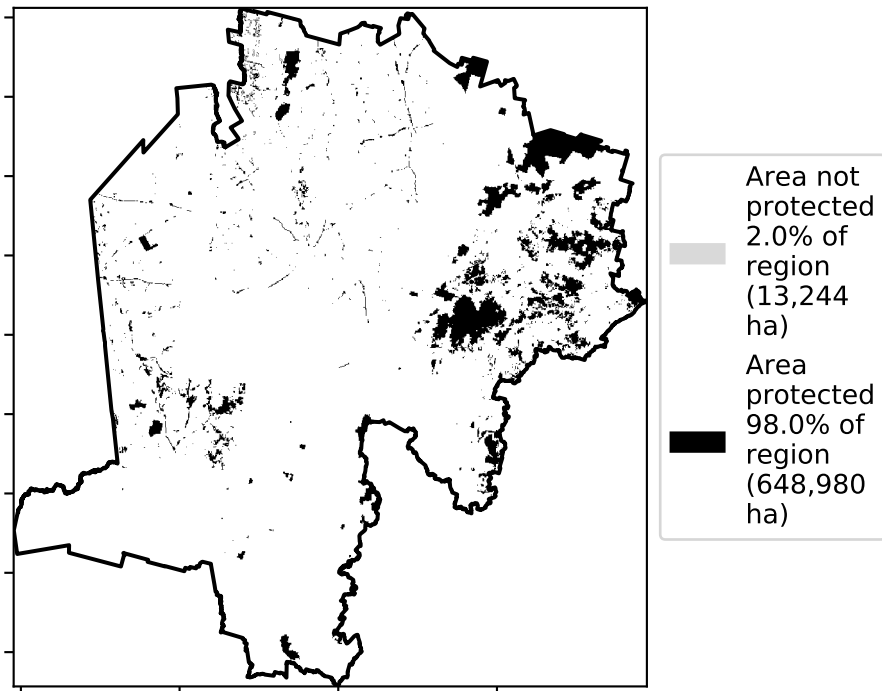 Area not
protected
2.0% of
region
(13,244
ha)
Area
protected
98.0% of
region
(648,980
ha)